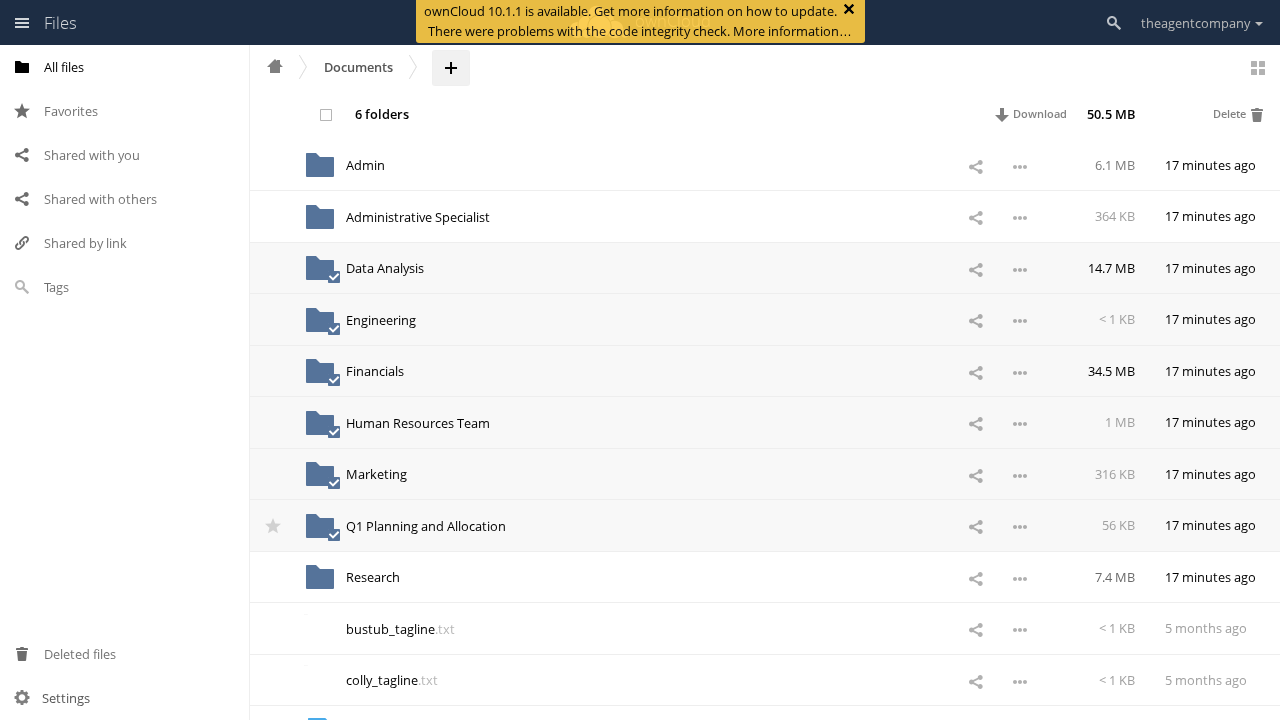 Files
ownCloud 10.1.1 is available. Get more information on how to update.
There were problems with the code integrity check. More information…
theagentcompany
All files
Favorites
Shared with you
Shared with others
Shared by link
Tags
Deleted files
Settings
Documents
6 folders
Download
50.5 MB
Delete
Admin 6.1 MB 17 minutes ago
Administrative Specialist 364 KB 17 minutes ago
Data Analysis 14.7 MB 17 minutes ago
Engineering < 1 KB 17 minutes ago
Financials 34.5 MB 17 minutes ago
Human Resources Team 1 MB 17 minutes ago
Marketing 316 KB 17 minutes ago
Q1 Planning and Allocation 56 KB 17 minutes ago
Research 7.4 MB 17 minutes ago
bustub_tagline.txt < 1 KB 5 months ago
colly_tagline.txt < 1 KB 5 months ago